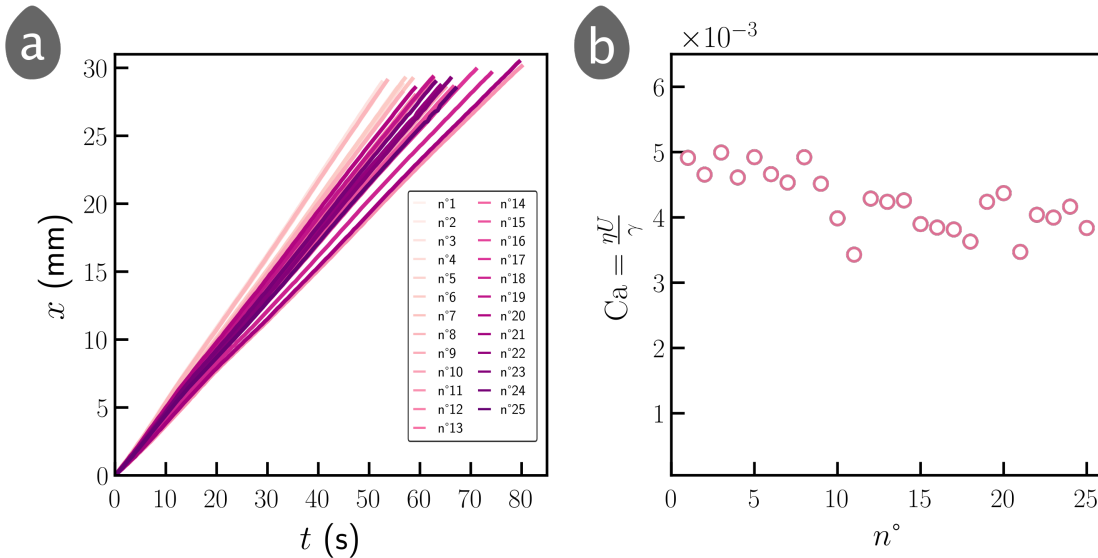 a
30
25
20
15
10
5
0
x (mm)
0 10 20 30 40 50 60 70 80
t (s)
n°1
n°2
n°3
n°4
n°5
n°6
n°7
n°8
n°9
n°10
n°11
n°12
n°13
n°14
n°15
n°16
n°17
n°18
n°19
n°20
n°21
n°22
n°23
n°24
n°25
b
×10⁻³
6
5
4
3
2
1
Ca = ηU/γ
0 5 10 15 20 25
n°